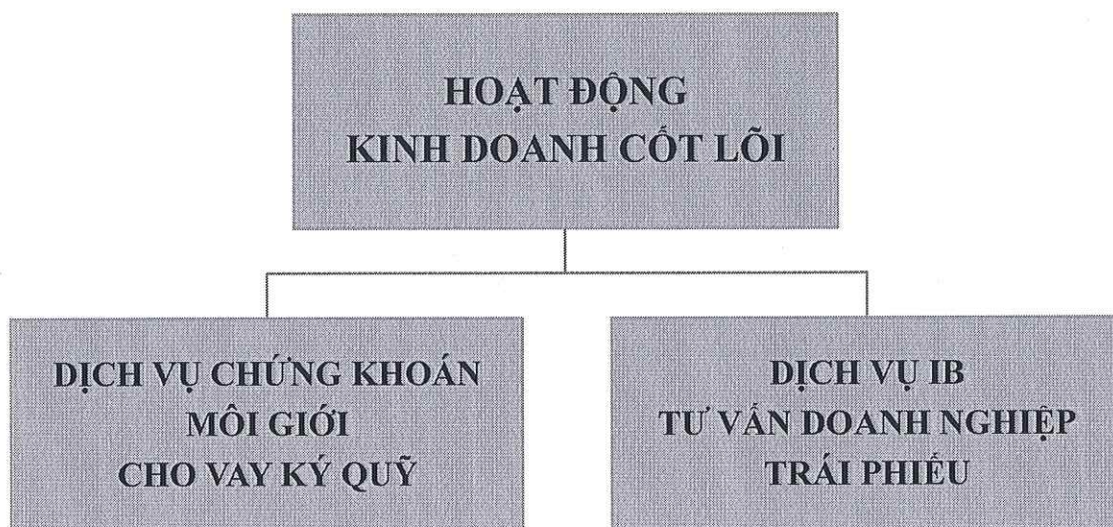 HOẠT ĐỘNG
KINH DOANH CỐT LÕI
DỊCH VỤ CHỨNG KHOÁN
MÔI GIỚI
CHO VAY KÝ QUỸ
DỊCH VỤ IB
TƯ VẤN DOANH NGHIỆP
TRÁI PHIẾU